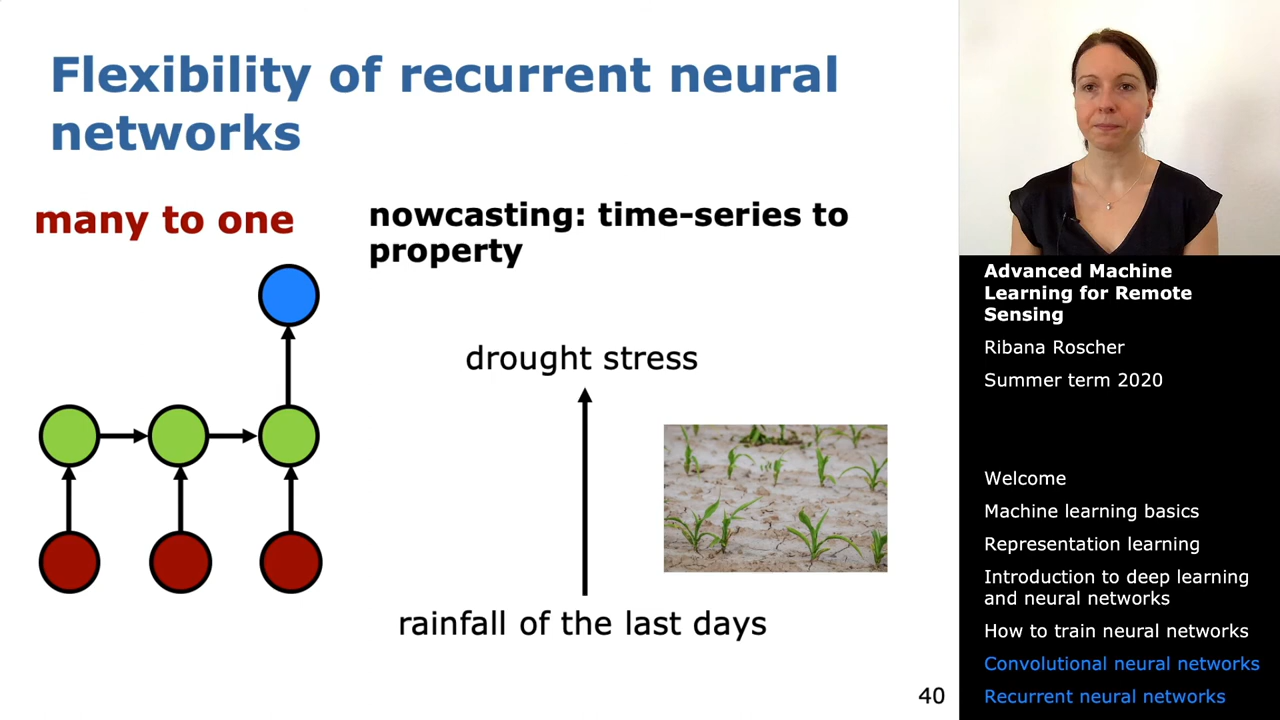 Flexibility of recurrent neural
networks
many to one
nowcasting: time-series to
property
drought stress
rainfall of the last days
40
Advanced Machine
Learning for Remote
Sensing
Ribana Roscher
Summer term 2020
Welcome
Machine learning basics
Representation learning
Introduction to deep learning
and neural networks
How to train neural networks
Convolutional neural networks
Recurrent neural networks